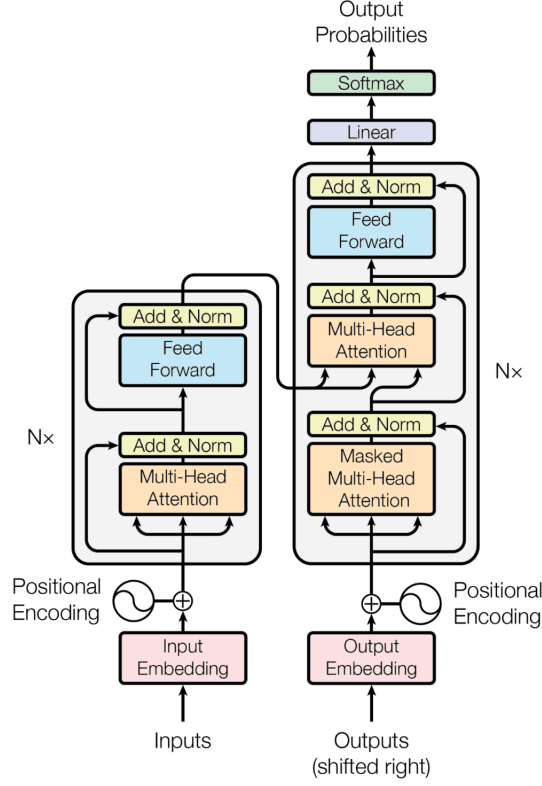 Output
Probabilities
Softmax
Linear
Add & Norm
Feed
Forward
Add & Norm
Multi-Head
Attention
Add & Norm
Masked
Multi-Head
Attention
N×
Add & Norm
Feed
Forward
Add & Norm
Multi-Head
Attention
N×
Positional
Encoding
Positional
Encoding
Input
Embedding
Output
Embedding
Inputs
Outputs
(shifted right)